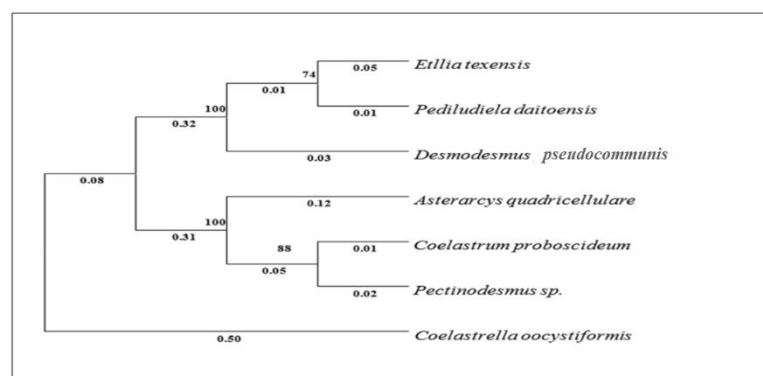 Etllia texensis
0.05
74
0.01
Pediludiela daitoensis
0.01
100
0.32
Desmodesmus pseudocommunis
0.03
0.08
Asterarcys quadricellulare
0.12
100
0.31
Coelastrum proboscideum
88
0.01
0.05
Pectinodesmus sp.
0.02
Coelastrella oocystiformis
0.50